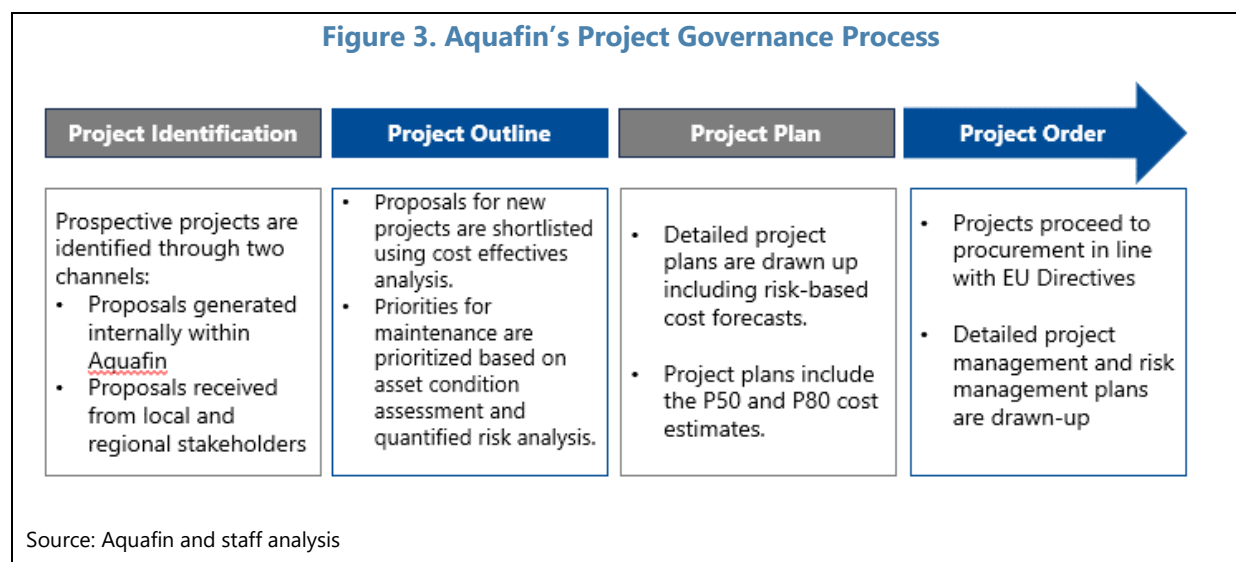 Figure 3. Aquafin's Project Governance Process
Project Identification
Project Outline
Project Plan
Project Order
Prospective projects are
identified through two
channels:
• Proposals generated
internally within
Aquafin
• Proposals received
from local and
regional stakeholders
• Proposals for new
projects are shortlisted
using cost effectives
analysis.
• Priorities for
maintenance are
prioritized based on
asset condition
assessment and
quantified risk analysis.
• Detailed project
plans are drawn up
including risk-based
cost forecasts.
• Project plans include
the P50 and P80 cost
estimates.
• Projects proceed to
procurement in line
with EU Directives
• Detailed project
management and risk
management plans
are drawn-up
Source: Aquafin and staff analysis